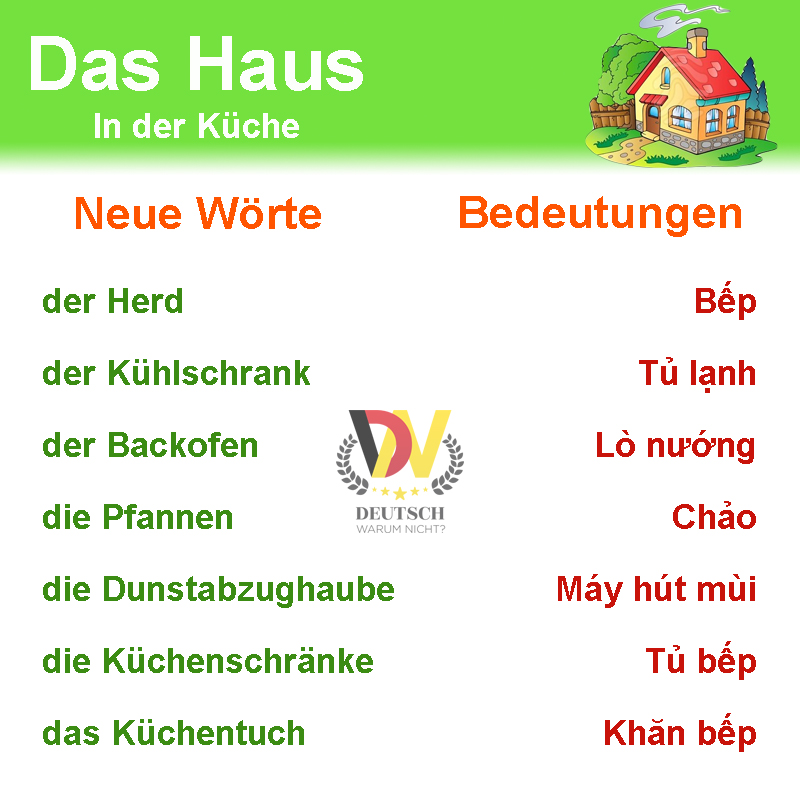 Das Haus
In der Küche
Neue Wörte
Bedeutungen
der Herd
Bếp
der Kühlschrank
Tủ lạnh
der Backofen
Lò nướng
die Pfannen
Chảo
die Dunstabzughaube
Máy hút mùi
die Küchenschränke
Tủ bếp
das Küchentuch
Khăn bếp
DW
DEUTSCH
WARUM NICHT?